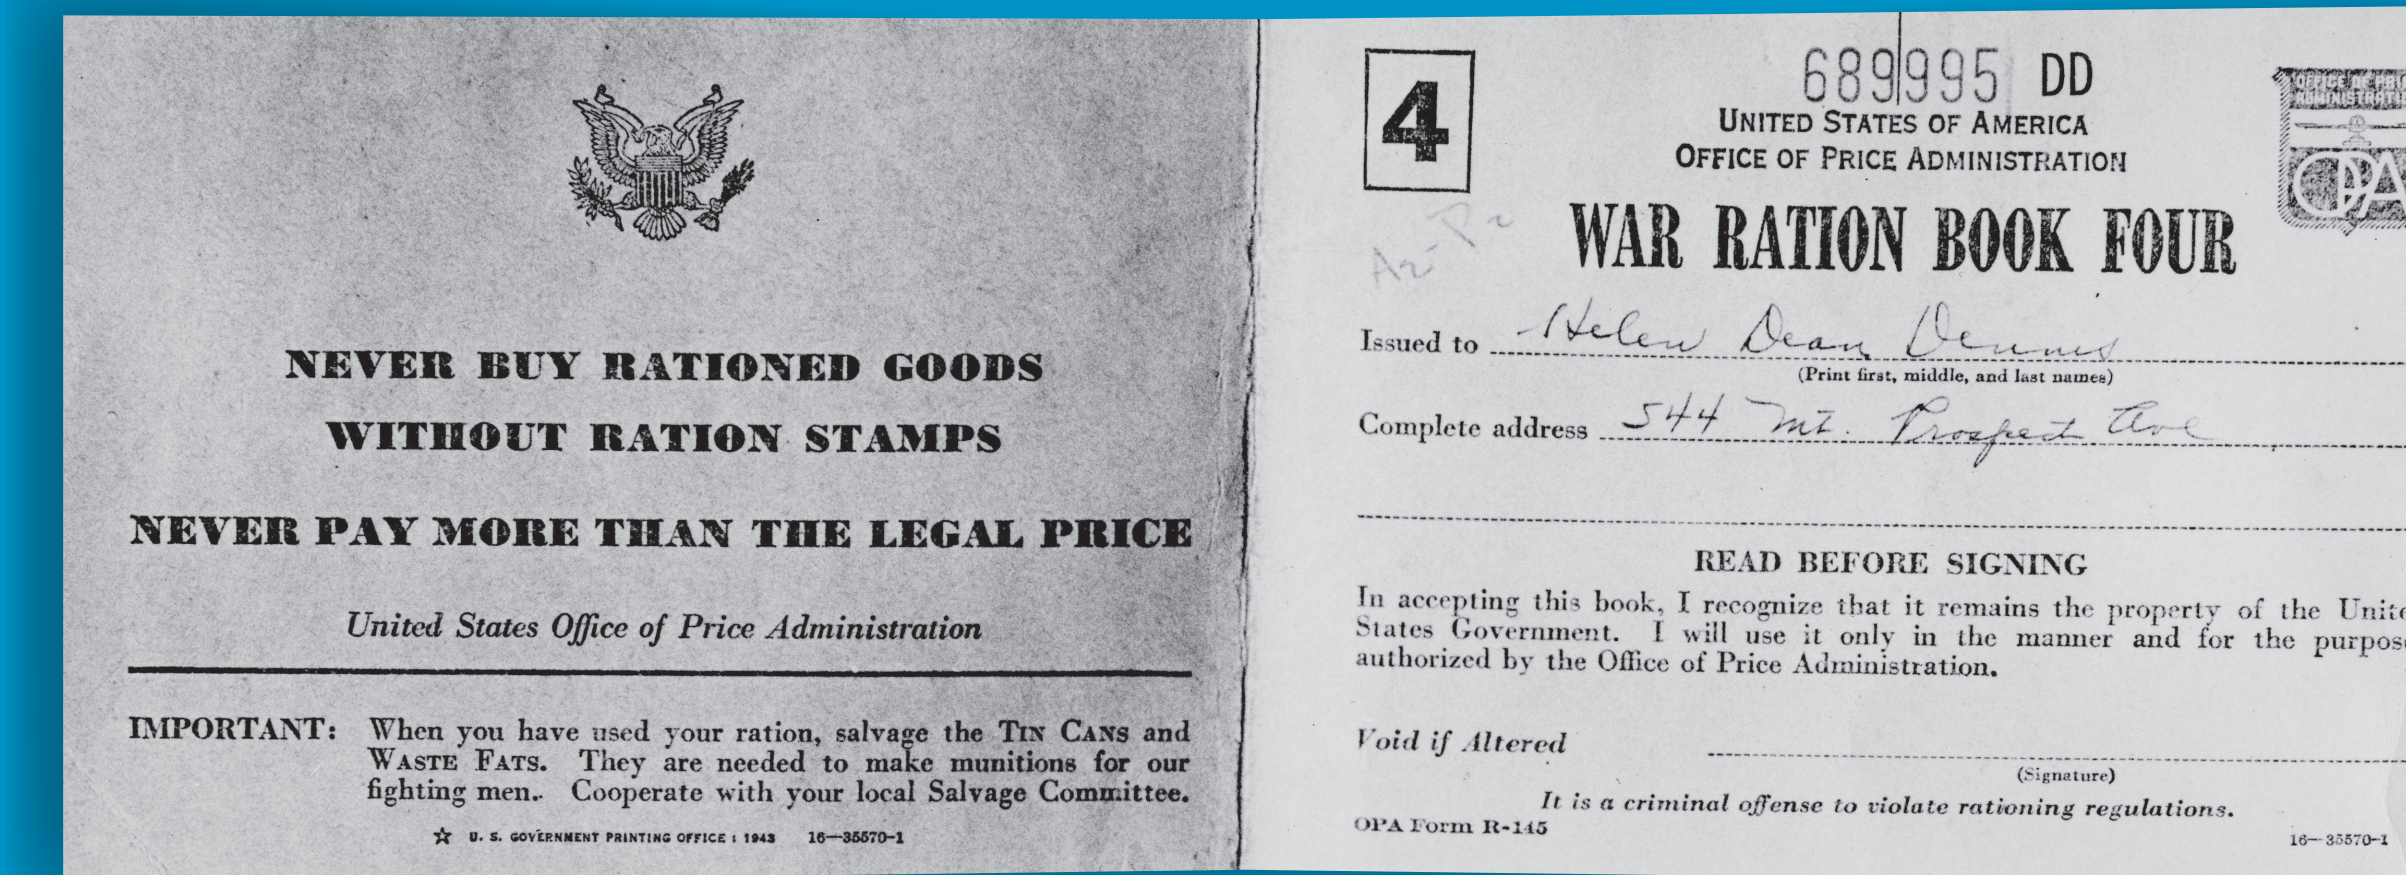 NEVER BUY RATIONED GOODS
WITHOUT RATION STAMPS
NEVER PAY MORE THAN THE LEGAL PRICE
United States Office of Price Administration
IMPORTANT: When you have used your ration, salvage the TIN CANS and
WASTE FATS. They are needed to make munitions for our
fighting men. Cooperate with your local Salvage Committee.
☆ U. S. GOVERNMENT PRINTING OFFICE : 1943 16—35570-1
4
689995 DD
UNITED STATES OF AMERICA
OFFICE OF PRICE ADMINISTRATION
OFFICE OF
OPA
WAR RATION BOOK FOUR
Issued to Helen Dean Dennis
(Print first, middle, and last names)
Complete address 544 Mt. Prospect Ave
READ BEFORE SIGNING
In accepting this book, I recognize that it remains the property of the Unite
States Government. I will use it only in the manner and for the purpose
authorized by the Office of Price Administration.
Void if Altered
(Signature)
It is a criminal offense to violate rationing regulations.
OPA Form R-145
16—35570-1